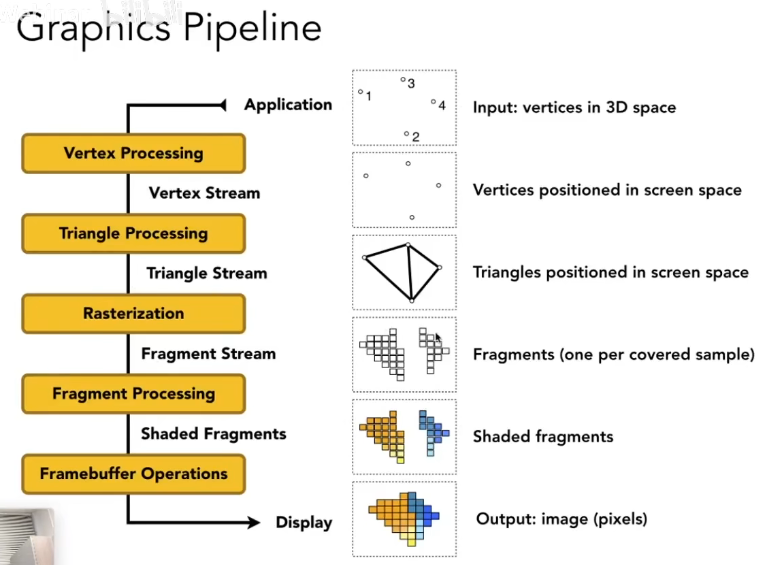 Graphics Pipeline
Application
3
1
4
2
Input: vertices in 3D space
Vertex Processing
Vertex Stream
Vertices positioned in screen space
Triangle Processing
Triangle Stream
Triangles positioned in screen space
Rasterization
Fragment Stream
Fragments (one per covered sample)
Fragment Processing
Shaded Fragments
Shaded fragments
Framebuffer Operations
Display
Output: image (pixels)